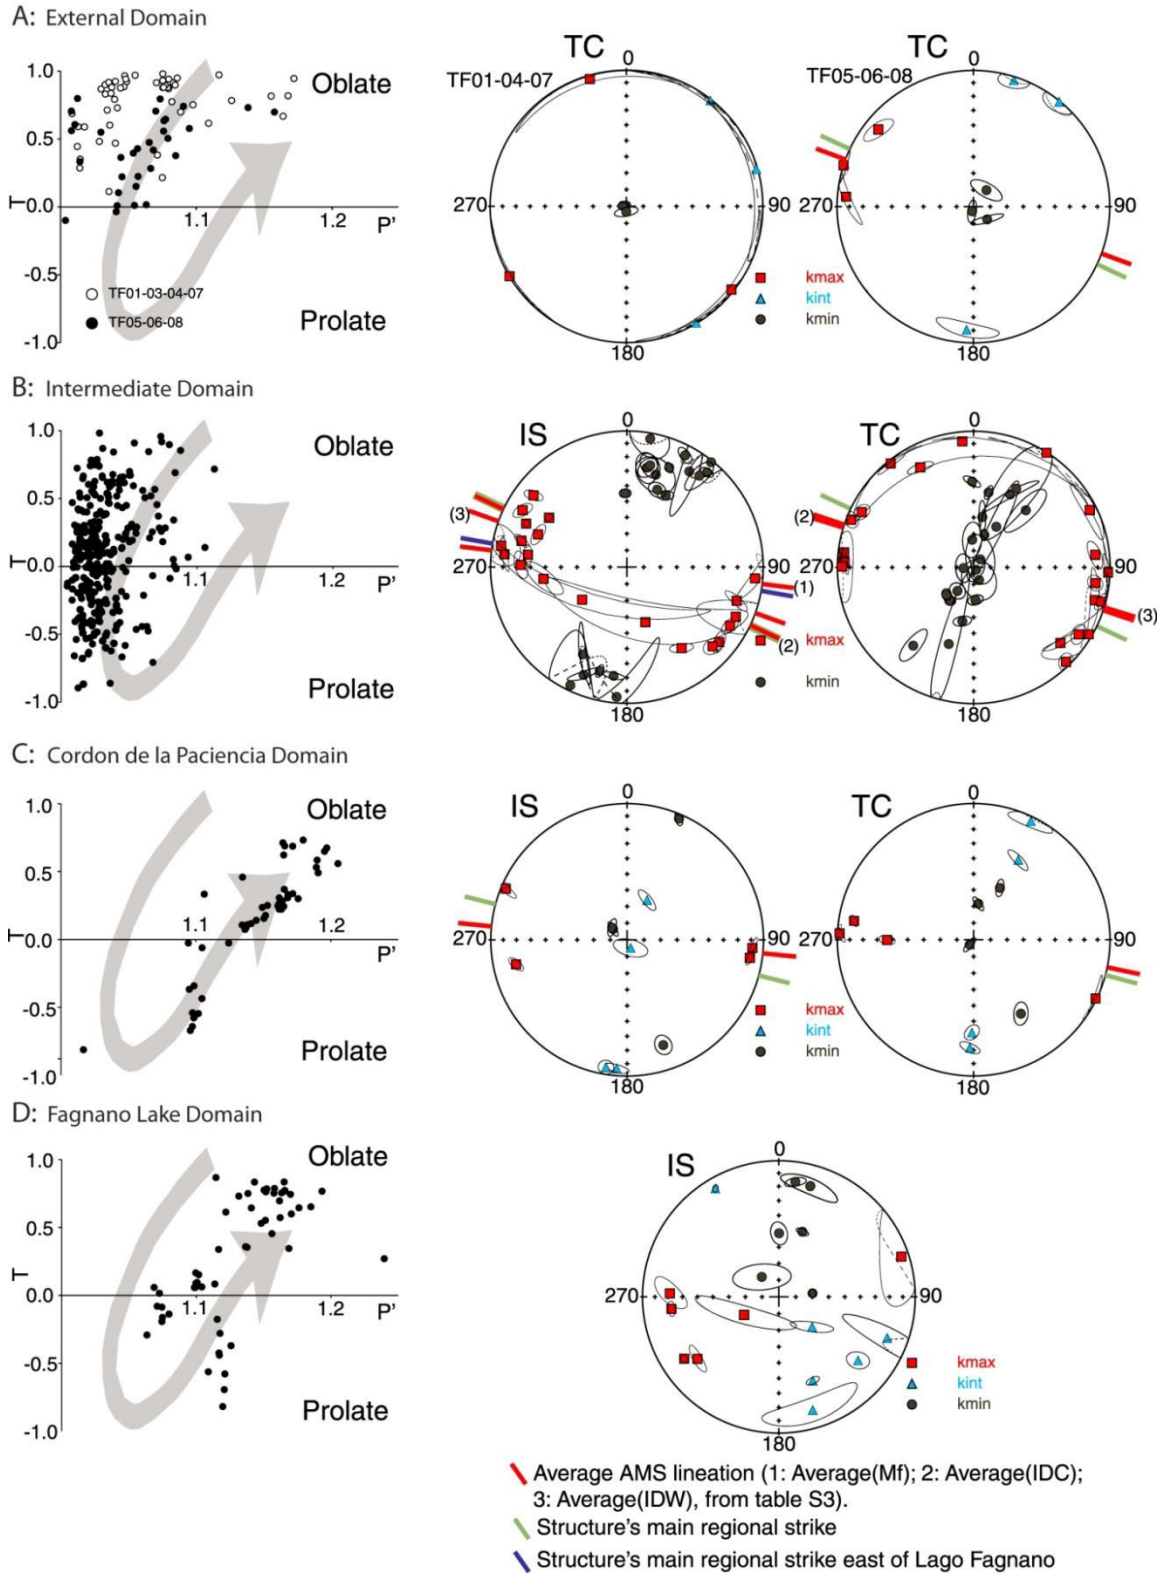 A: External Domain
TC
TC
TF01-04-07
TF05-06-08
0
0
1.0
Oblate
0.5
T
0.0
1.1
1.2
P'
270
90
270
90
-0.5
TF01-03-04-07
TF05-06-08
Prolate
-1.0
kmax
kint
kmin
180
180
B: Intermediate Domain
IS
TC
0
0
1.0
Oblate
0.5
T
0.0
1.1
1.2
P'
(3)
270
90
(1)
(2)
270
90
(3)
-0.5
(2)
Prolate
-1.0
kmax
kmin
180
180
C: Cordon de la Paciencia Domain
IS
TC
0
0
1.0
Oblate
0.5
1.1
1.2
T
0.0
P'
270
90
270
90
-0.5
Prolate
-1.0
kmax
kint
kmin
180
180
D: Fagnano Lake Domain
IS
0
1.0
Oblate
0.5
T
0.0
1.1
1.2
P'
270
90
-0.5
Prolate
-1.0
kmax
kint
kmin
180
Average AMS lineation (1: Average(Mf); 2: Average(IDC);
3: Average(IDW), from table S3).
Structure's main regional strike
Structure's main regional strike east of Lago Fagnano